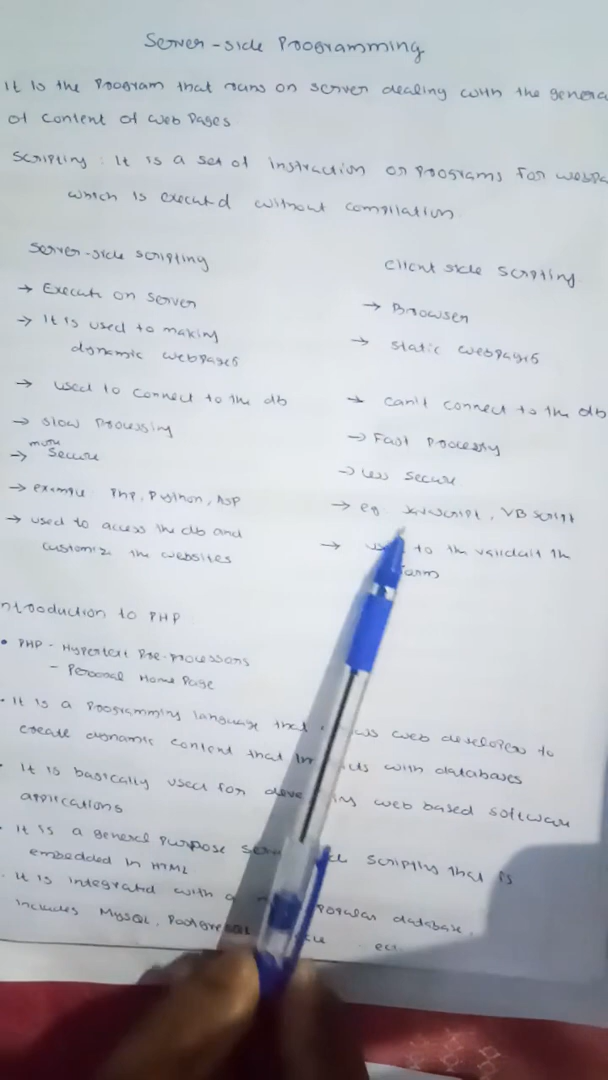 Server-side Programming
It is the Program that runs on server dealing with the genera
of content of web Pages
Scripting: It is a set of instraction or Programs for webpa
which is executd without compilation.
Server-side scripting
→ Execute on Server
→ It is used to making
dynamic webpages
→ used to connect to the db
→ slow Processing
→ more Secure
→ example: Php, Python, ASP
→ used to access the db and
customize the websites
Client side Scripting
→ Browser
→ static webpages
→ can't connect to the db
→ Fast Processing
→ Less secure
→ eg. JavaScript, VB Script
→ to the validate the
form
ntroduction to PHP
• PHP - Hypertext Pre-processors
- Personal Home Page
• It is a Programming language that web developer to
create dynamic content that with databases
• It is basically used for web based software
applications
• It is a general purpose scripting that is
embedded in HTML
• It is integrated with a popular database.
includes MySQL,